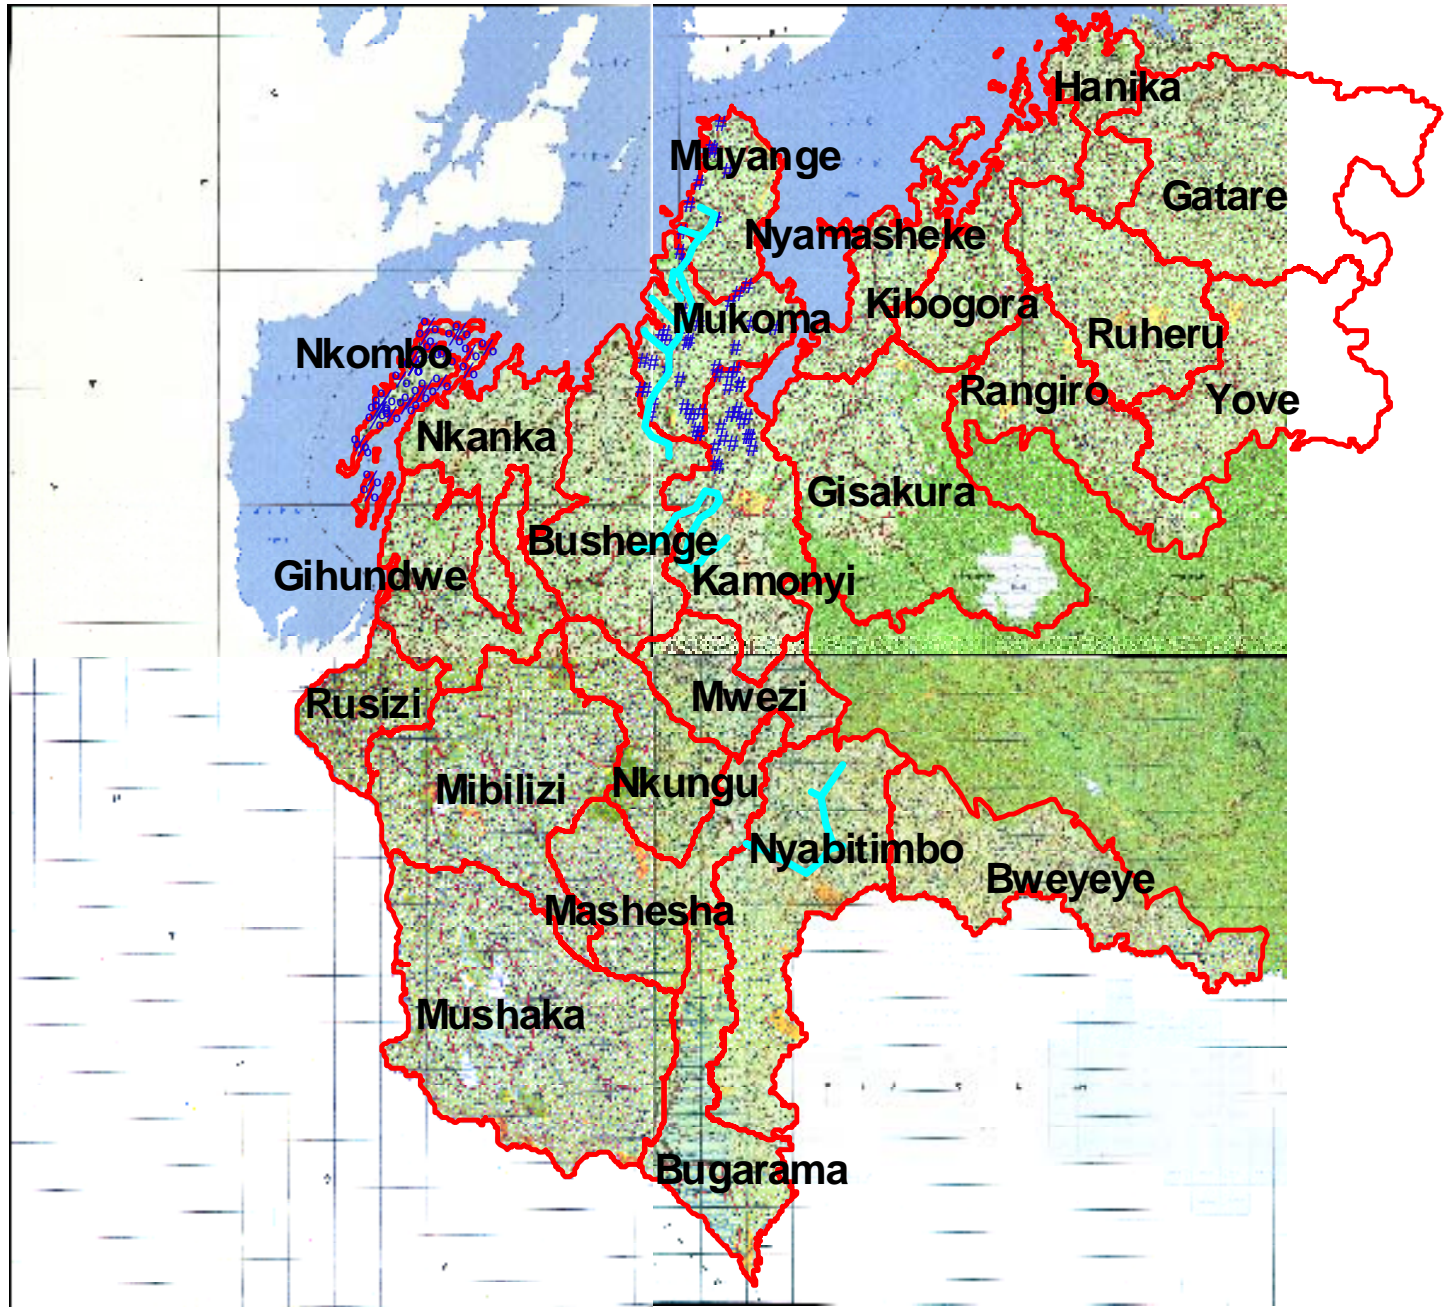 Hanika
Muyange
Gatare
Nyamasheke
Kibogora
Mukoma
Ruheru
Nkombo
Rangiro
Yove
Nkanka
Gisakura
Bushenge
Gihundwe
Kamonyi
Rusizi
Mwezi
Mibilizi
Nkungu
Nyabitimbo
Bweyeye
Mashesha
Mushaka
Bugarama